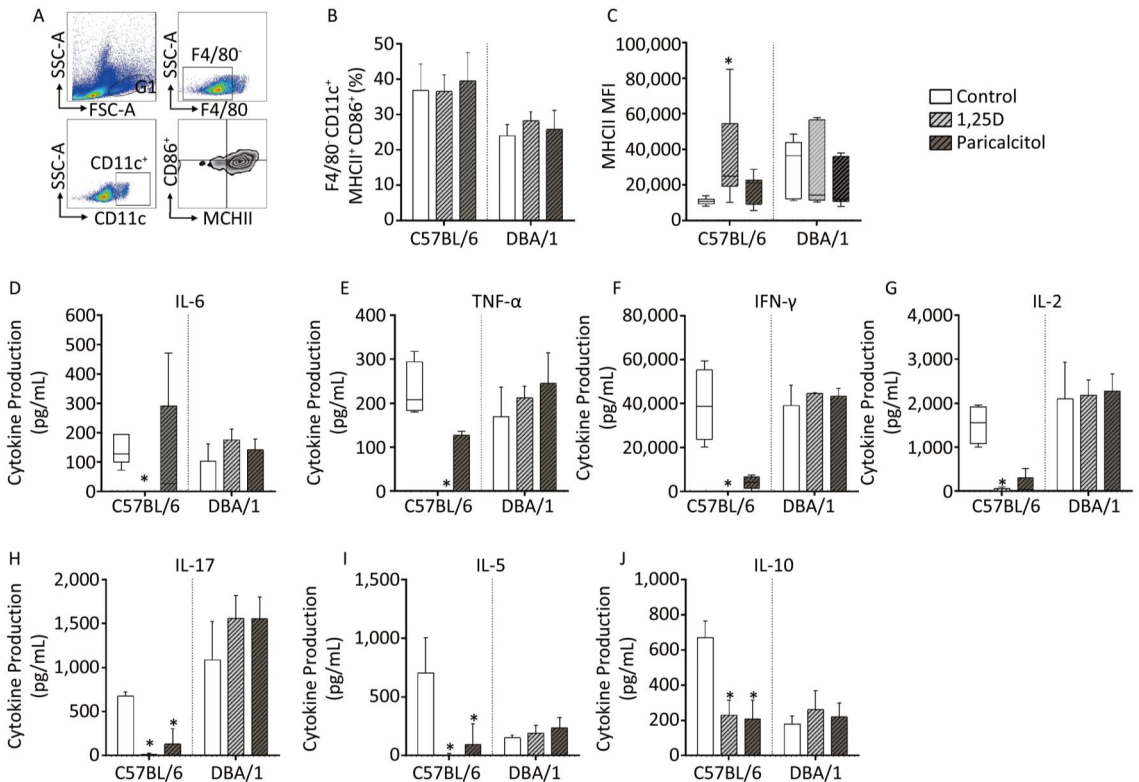 A
SSC-A
G1
FSC-A
SSC-A
F4/80-
F4/80
SSC-A
CD11c+
CD11c
CD86+
MCHII
B
F4/80- CD11c+
MHCII+CD86+ (%)
50
40
30
20
10
0
C57BL/6
DBA/1
C
MHCII MFI
100,000
80,000
60,000
40,000
20,000
0
*
C57BL/6
DBA/1
Control
1,25D
Paricalcitol
D
IL-6
Cytokine Production
(pg/mL)
600
500
400
300
200
100
0
*
C57BL/6
DBA/1
E
TNF-α
Cytokine Production
(pg/mL)
400
300
200
100
0
*
C57BL/6
DBA/1
F
IFN-γ
Cytokine Production
(pg/mL)
80,000
60,000
40,000
20,000
0
*
C57BL/6
DBA/1
G
IL-2
Cytokine Production
(pg/mL)
4,000
3,000
2,000
1,000
0
*
C57BL/6
DBA/1
H
IL-17
Cytokine Production
(pg/mL)
2,000
1,500
1,000
500
0
* *
C57BL/6
DBA/1
I
IL-5
Cytokine Production
(pg/mL)
1,500
1,000
500
0
* *
C57BL/6
DBA/1
J
IL-10
Cytokine Production
(pg/mL)
1,000
800
600
400
200
0
* *
C57BL/6
DBA/1